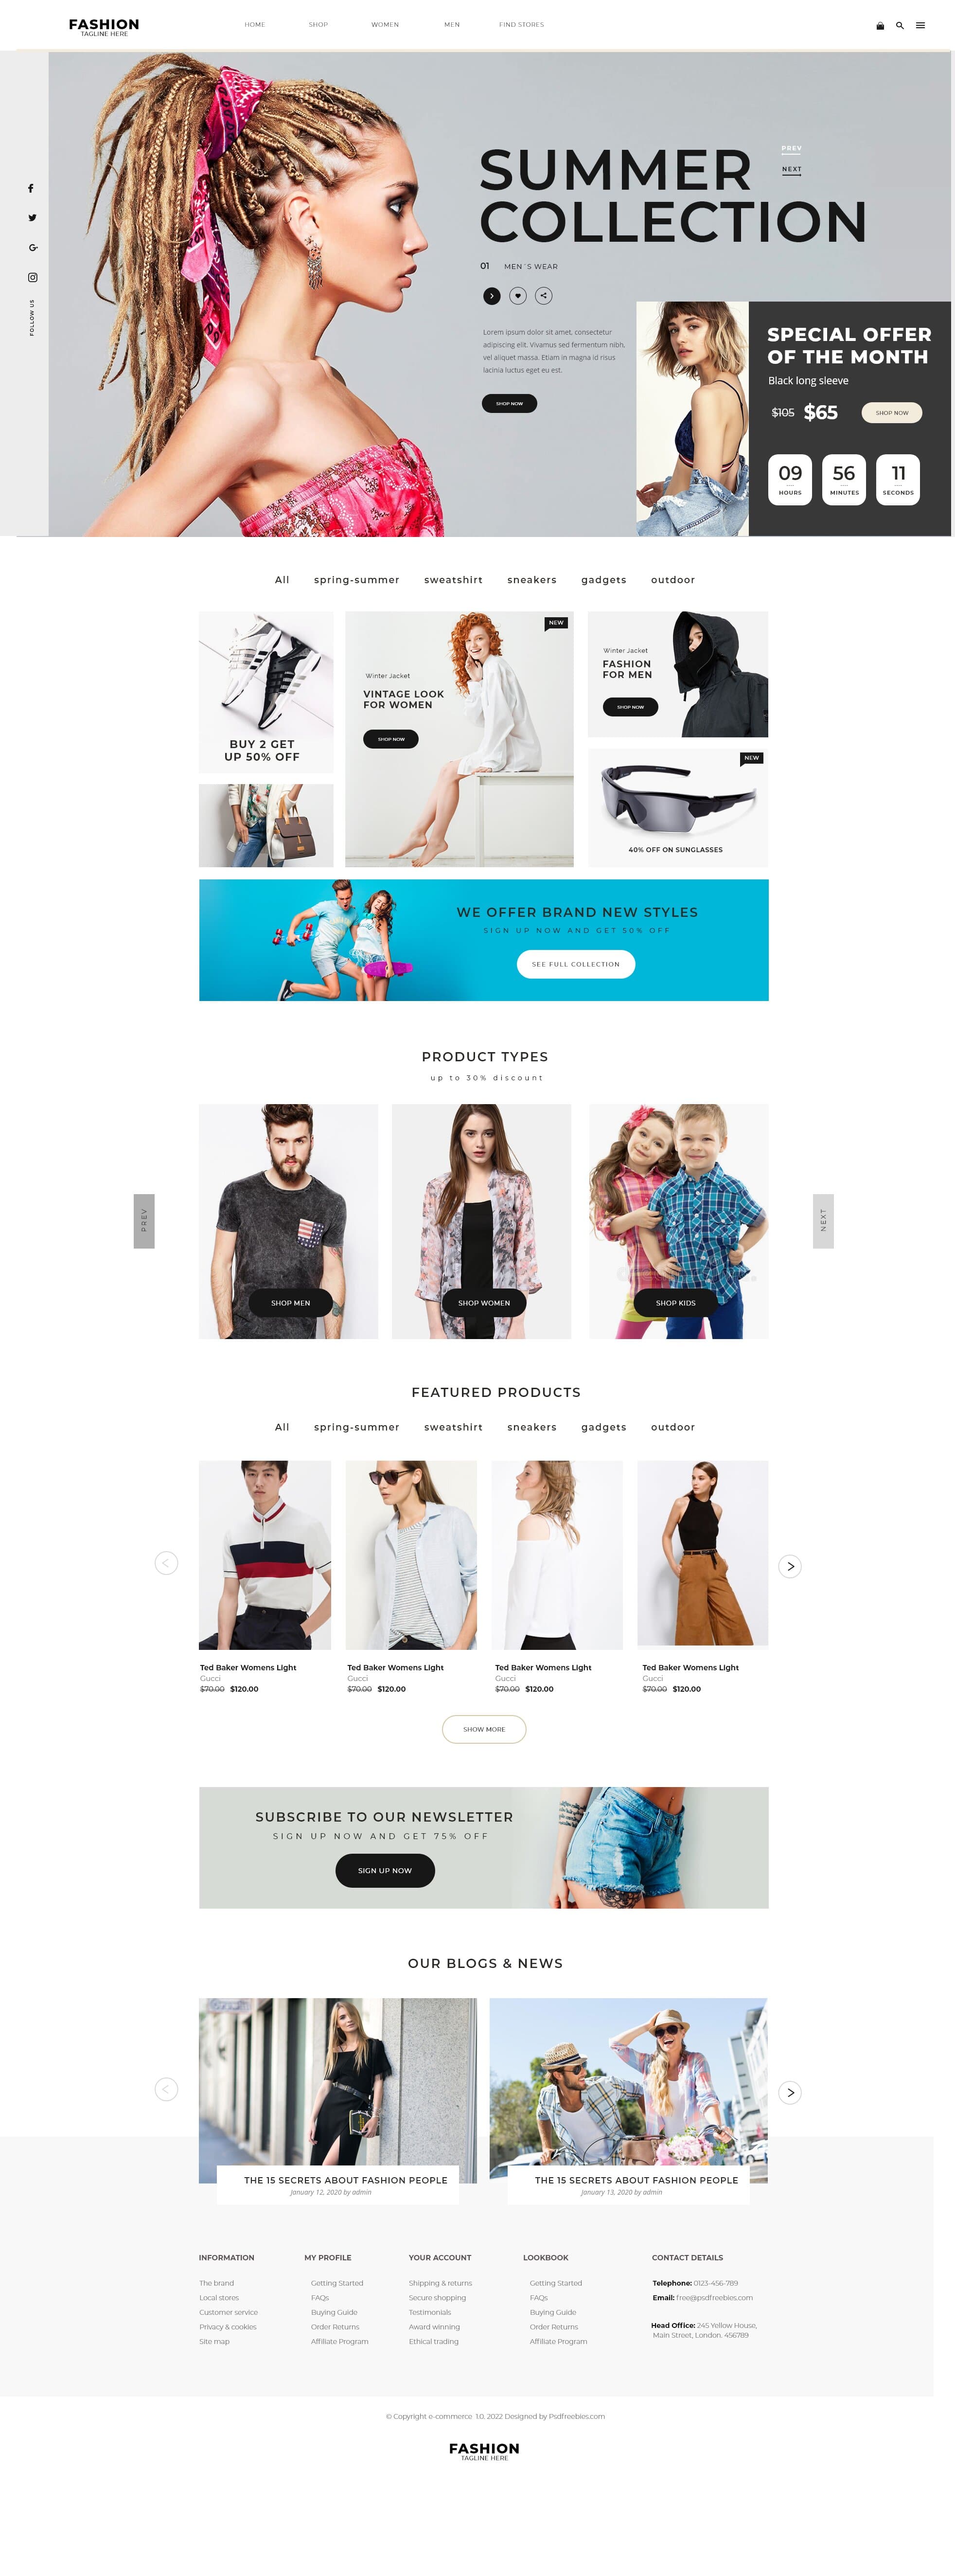 FASHION
TAGLINE HERE
HOME SHOP WOMEN MEN FIND STORES
SUMMER
COLLECTION
PREV
NEXT
01 MEN`S WEAR
Lorem ipsum dolor sit amet, consectetur
adipiscing elit. Vivamus sed fermentum nibh,
vel aliquet massa. Etiam in magna id risus
lacinia luctus eget eu est.
SHOP NOW
FOLLOW US
SPECIAL OFFER
OF THE MONTH
Black long sleeve
$105 $65 SHOP NOW
09 56 11
HOURS MINUTES SECONDS
All spring-summer sweatshirt sneakers gadgets outdoor
BUY 2 GET
UP 50% OFF
NEW
Winter Jacket
VINTAGE LOOK
FOR WOMEN
SHOP NOW
Winter Jacket
FASHION
FOR MEN
SHOP NOW
NEW
40% OFF ON SUNGLASSES
WE OFFER BRAND NEW STYLES
SIGN UP NOW AND GET 50% OFF
SEE FULL COLLECTION
PRODUCT TYPES
up to 30% discount
PREV
NEXT
SHOP MEN SHOP WOMEN SHOP KIDS
FEATURED PRODUCTS
All spring-summer sweatshirt sneakers gadgets outdoor
Ted Baker Womens Light Ted Baker Womens Light Ted Baker Womens Light Ted Baker Womens Light
Gucci Gucci Gucci Gucci
$70.00 $120.00 $70.00 $120.00 $70.00 $120.00 $70.00 $120.00
SHOW MORE
SUBSCRIBE TO OUR NEWSLETTER
SIGN UP NOW AND GET 75% OFF
SIGN UP NOW
OUR BLOGS & NEWS
THE 15 SECRETS ABOUT FASHION PEOPLE
January 12, 2020 by admin
THE 15 SECRETS ABOUT FASHION PEOPLE
January 13, 2020 by admin
INFORMATION
The brand
Local stores
Customer service
Privacy & cookies
Site map
MY PROFILE
Getting Started
FAQs
Buying Guide
Order Returns
Affiliate Program
YOUR ACCOUNT
Shipping & returns
Secure shopping
Testimonials
Award winning
Ethical trading
LOOKBOOK
Getting Started
FAQs
Buying Guide
Order Returns
Affiliate Program
CONTACT DETAILS
Telephone: 0123-456-789
Email: free@psdfreebies.com
Head Office: 245 Yellow House,
Main Street, London. 456789
© Copyright e-commerce 1.0, 2022 Designed by Psdfreebies.com
FASHION
TAGLINE HERE